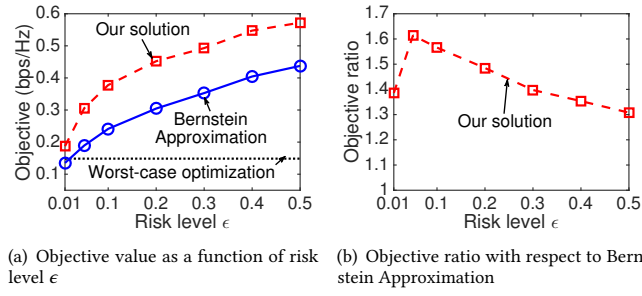 0.6
0.5
0.4
0.3
0.2
0.1
Objective (bps/Hz)
Our solution
Bernstein
Approximation
Worst-case optimization
0.01 0.1 0.2 0.3 0.4 0.5
Risk level ϵ
1.7
1.6
1.5
1.4
1.3
1.2
1.1
1
Objective
ratio
Our solution
0.01 0.1 0.2 0.3 0.4 0.5
Risk level ϵ
(a) Objective value as a function of risk
level ϵ
(b) Objective ratio with respect to Bern
stein Approximation